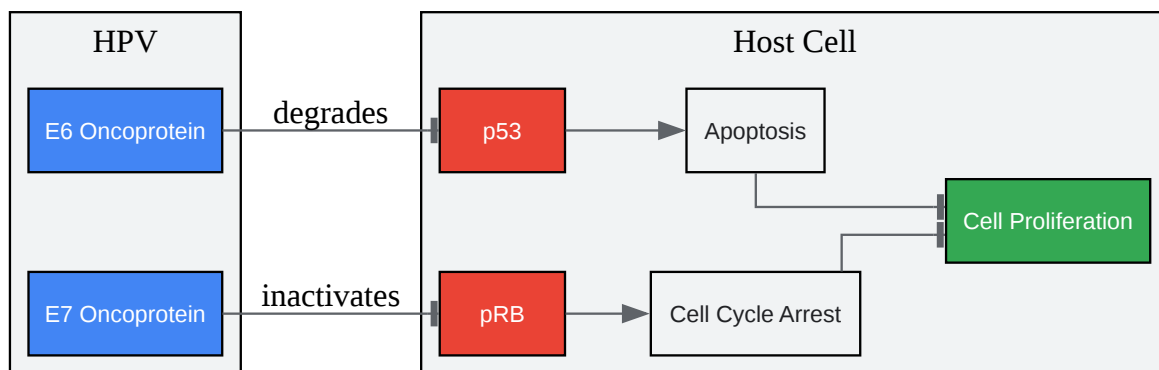 HPV
Host Cell
E6 Oncoprotein
degrades
p53
Apoptosis
Cell Proliferation
E7 Oncoprotein
inactivates
pRB
Cell Cycle Arrest